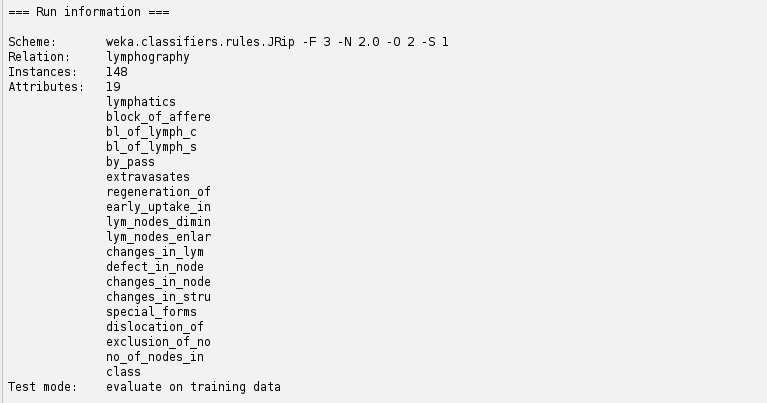 === Run information ===
Scheme: weka.classifiers.rules.JRip -F 3 -N 2.0 -O 2 -S 1
Relation: lymphography
Instances: 148
Attributes: 19
lymphatics
block_of_affere
bl_of_lymph_c
bl_of_lymph_s
by_pass
extravasates
regeneration_of
early_uptake_in
lym_nodes_dimin
lym_nodes_enlar
changes_in_lym
defect_in_node
changes_in_node
changes_in_stru
special_forms
dislocation_of
exclusion_of_no
no_of_nodes_in
class
Test mode: evaluate on training data